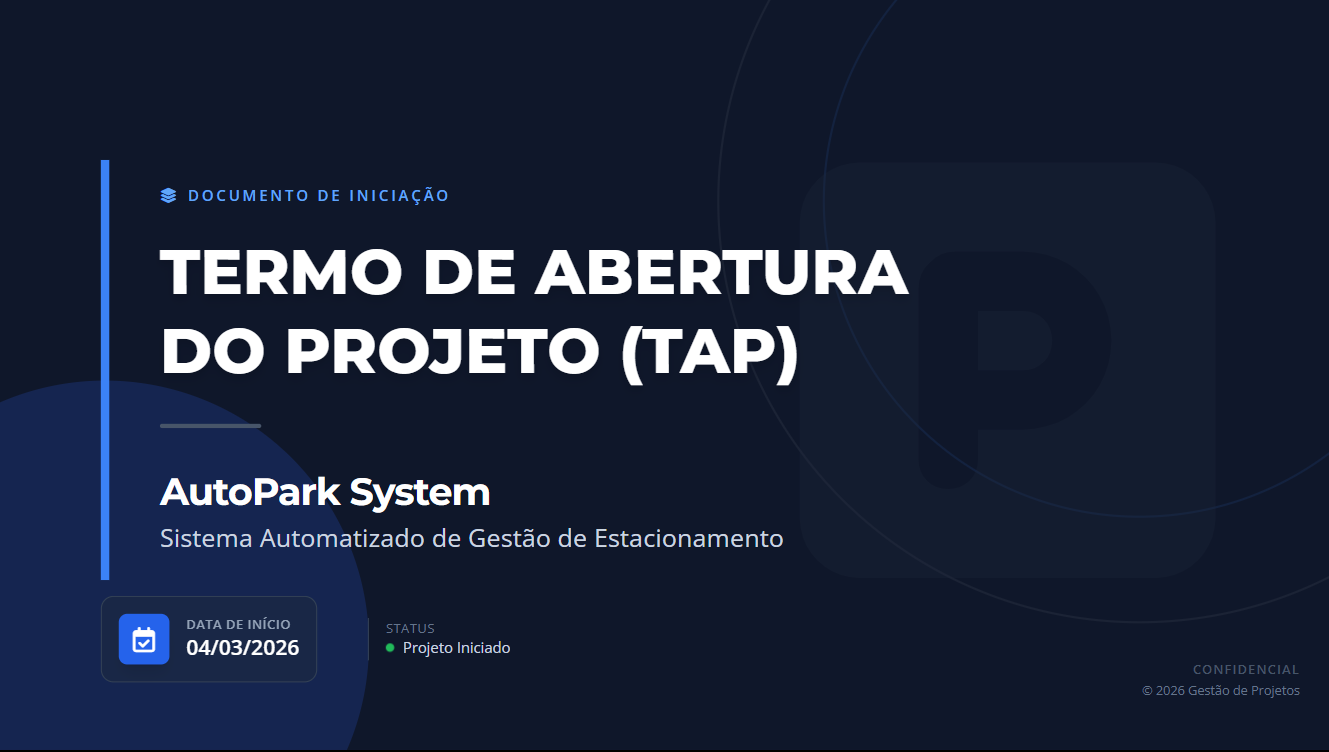 DOCUMENTO DE INICIAÇÃO
TERMO DE ABERTURA
DO PROJETO (TAP)
AutoPark System
Sistema Automatizado de Gestão de Estacionamento
DATA DE INÍCIO
04/03/2026
STATUS
Projeto Iniciado
CONFIDENCIAL
© 2026 Gestão de Projetos
P